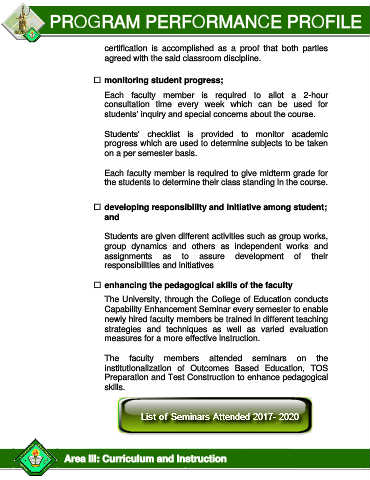 PROGRAM PERFORMANCE PROFILE
certification is accomplished as a proof that both parties
agreed with the said classroom discipline.
☐ monitoring student progress;
Each faculty member is required to allot a 2-hour
consultation time every week which can be used for
students' inquiry and special concerns about the course.
Students' checklist is provided to monitor academic
progress which are used to determine subjects to be taken
on a per semester basis.
Each faculty member is required to give midterm grade for
the students to determine their class standing in the course.
☐ developing responsibility and initiative among student;
and
Students are given different activities such as group works,
group dynamics and others as independent works and
assignments as to assure development of their
responsibilities and initiatives
☐ enhancing the pedagogical skills of the faculty
The University, through the College of Education conducts
Capability Enhancement Seminar every semester to enable
newly hired faculty members be trained in different teaching
strategies and techniques as well as varied evaluation
measures for a more effective instruction.
The faculty members attended seminars on the
institutionalization of Outcomes Based Education, TOS
Preparation and Test Construction to enhance pedagogical
skills.
List of Seminars Attended 2017- 2020
Area III: Curriculum and Instruction